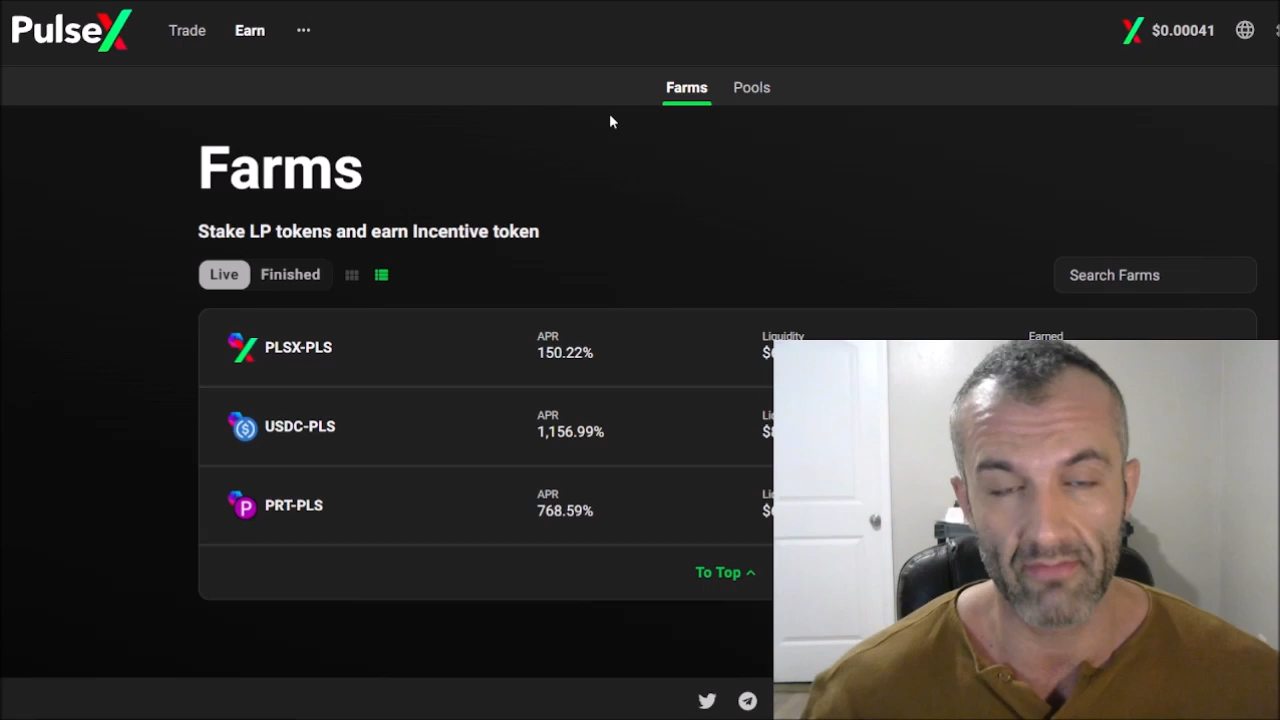 PulseX
Trade
Earn
...
$0.00041
Farms
Pools
Farms
Stake LP tokens and earn Incentive token
Live
Finished
Search Farms
PLSX-PLS
APR
150.22%
Liquidity
Earned
USDC-PLS
APR
1,156.99%
PRT-PLS
APR
768.59%
To Top